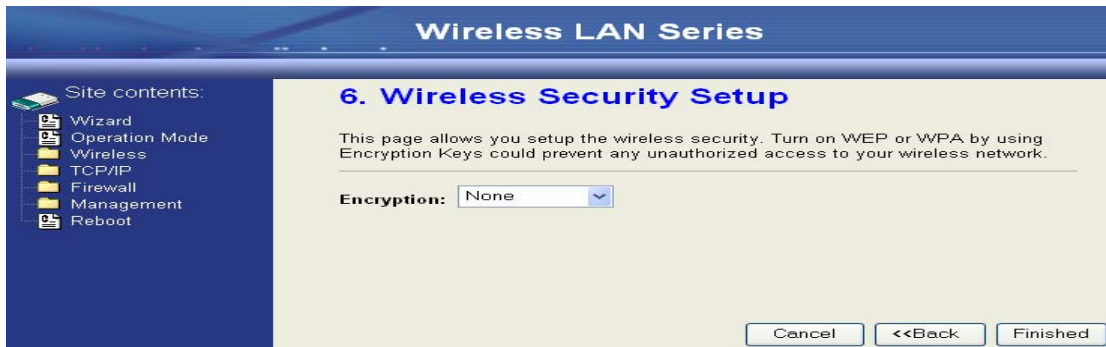 Wireless LAN Series
Site contents:
Wizard
Operation Mode
Wireless
TCP/IP
Firewall
Management
Reboot
6. Wireless Security Setup
This page allows you setup the wireless security. Turn on WEP or WPA by using
Encryption Keys could prevent any unauthorized access to your wireless network.
Encryption: None
Cancel <<Back Finished